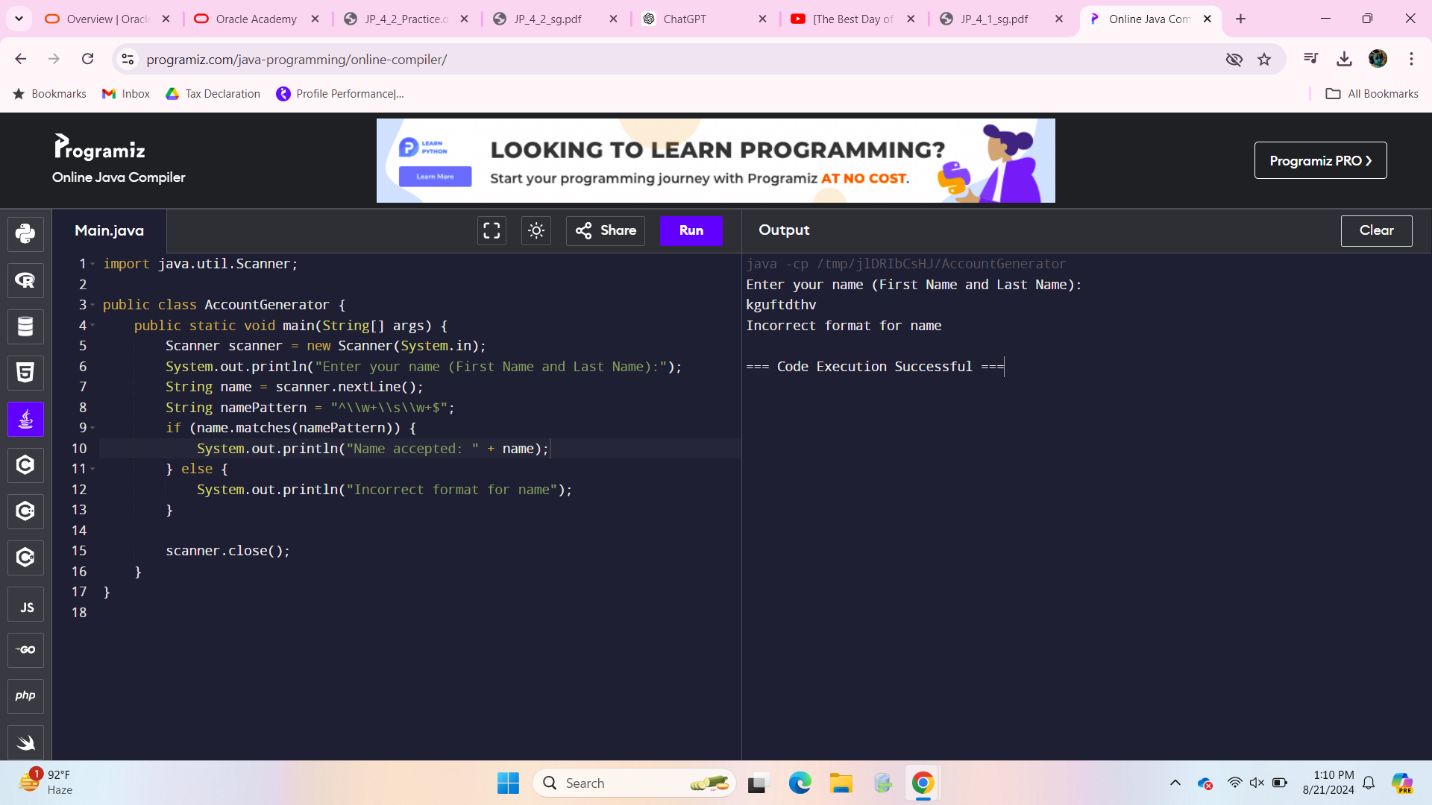 Overview | Oracle
Oracle Academy
JP_4_2_Practice.d
JP_4_2_sg.pdf
ChatGPT
[The Best Day of
JP_4_1_sg.pdf
Online Java Com
programiz.com/java-programming/online-compiler/
Bookmarks
Inbox
Tax Declaration
Profile Performance|...
All Bookmarks
Programiz
Online Java Compiler
LEARN
PYTHON
Learn More
LOOKING TO LEARN PROGRAMMING?
Start your programming journey with Programiz AT NO COST.
Programiz PRO >
Main.java
Share
Run
Output
Clear
1 import java.util.Scanner;
2
3 public class AccountGenerator {
4 public static void main(String[] args) {
5 Scanner scanner = new Scanner(System.in);
6 System.out.println("Enter your name (First Name and Last Name):");
7 String name = scanner.nextLine();
8 String namePattern = "^\\w+\\s\\w+$";
9 if (name.matches(namePattern)) {
10 System.out.println("Name accepted: " + name);
11 } else {
12 System.out.println("Incorrect format for name");
13 }
14
15 scanner.close();
16 }
17 }
18
java -cp /tmp/jlDRIbCsHJ/AccountGenerator
Enter your name (First Name and Last Name):
kguftdthv
Incorrect format for name
=== Code Execution Successful ===
JS
GO
php
1
92°F
Haze
Search
1:10 PM
8/21/2024
PRE